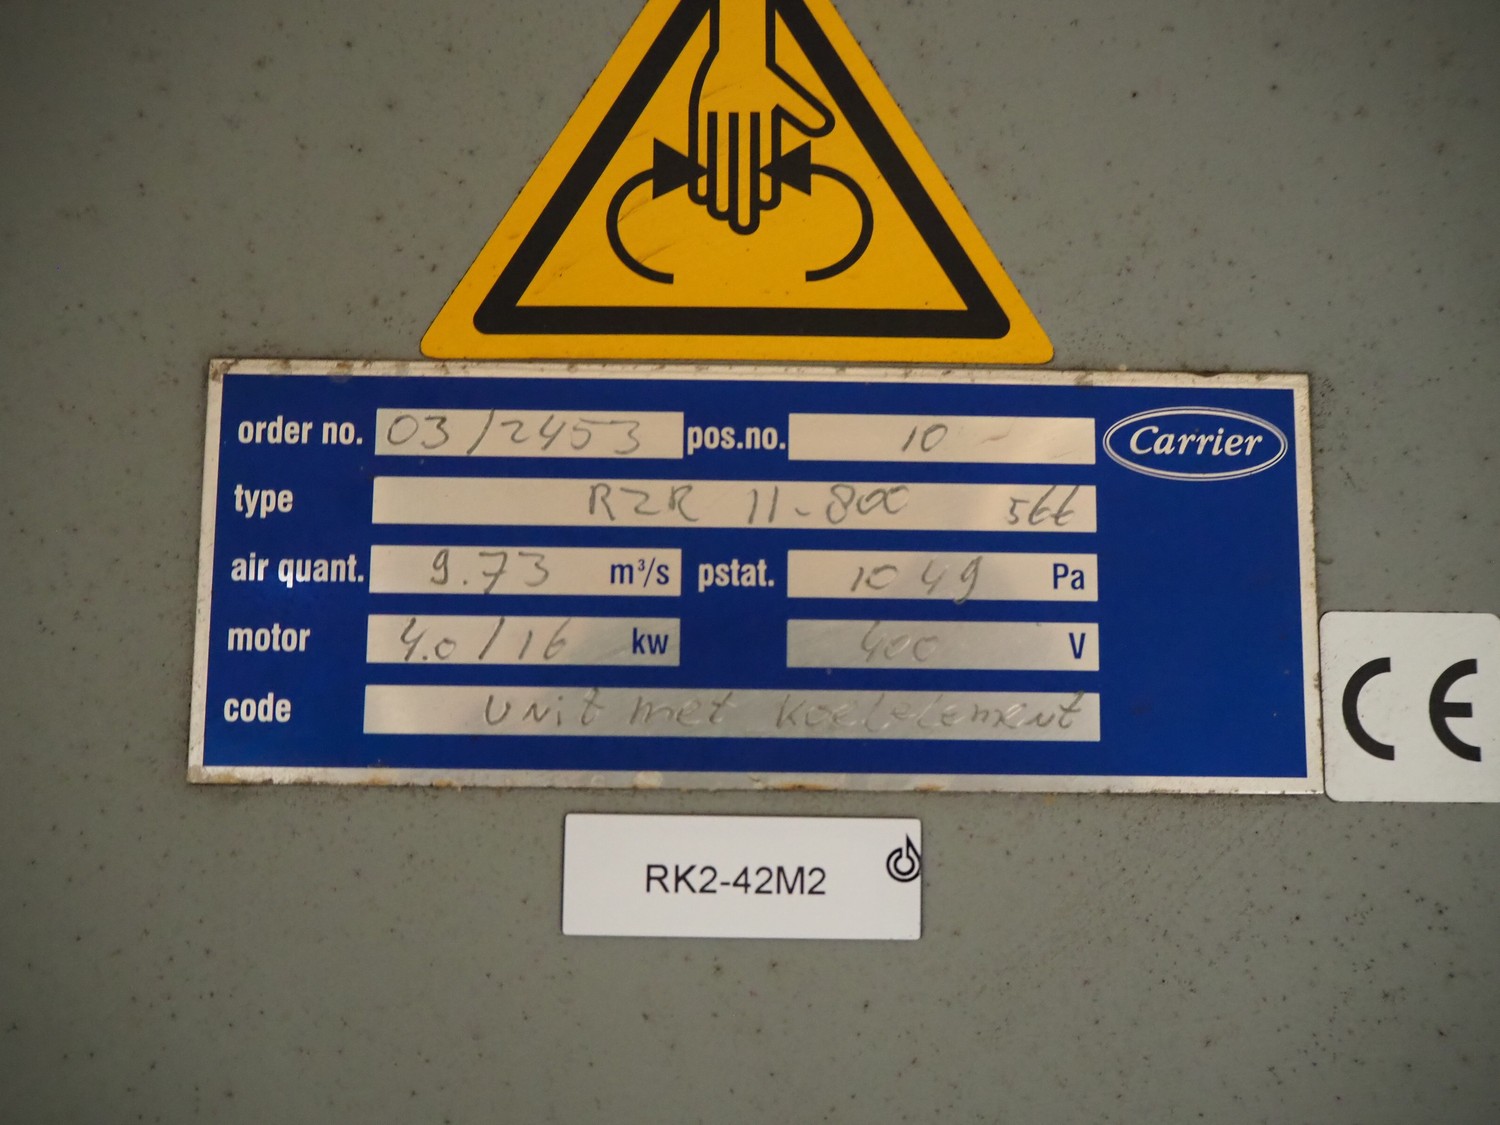 order no. 03/2453 pos.no. 10 - Carrier
type RZR 11-800 566
air quant. 9.73 m³/s pstat. 1049 Pa
motor 4.0/16 kw 400 V
code unit met koelelement
CE
RK2-42M2